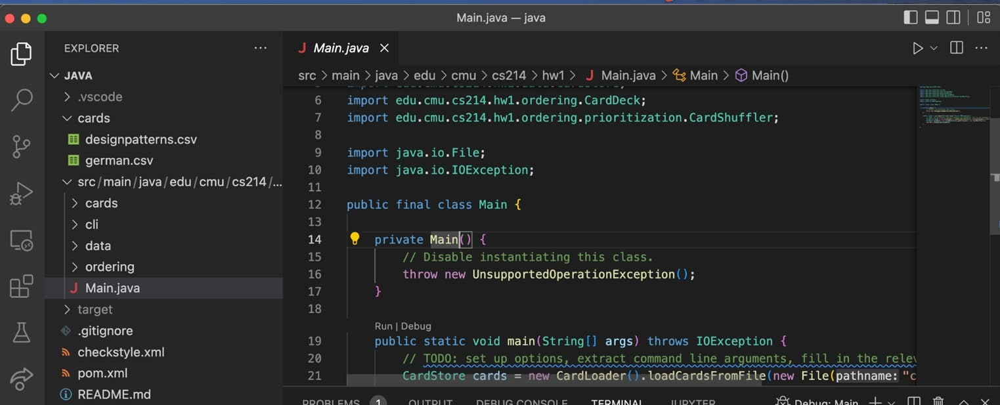 Main.java — java
EXPLORER
JAVA
.vscode
cards
designpatterns.csv
german.csv
src/main/java/edu/cmu/cs214/...
cards
cli
data
ordering
Main.java
target
.gitignore
checkstyle.xml
pom.xml
README.md
Main.java
src > main > java > edu > cmu > cs214 > hw1 > Main.java > Main > Main()
6 import edu.cmu.cs214.hw1.ordering.CardDeck;
7 import edu.cmu.cs214.hw1.ordering.prioritization.CardShuffler;
8
9 import java.io.File;
10 import java.io.IOException;
11
12 public final class Main {
13
14 private Main() {
15 // Disable instantiating this class.
16 throw new UnsupportedOperationException();
17 }
18
Run | Debug
19 public static void main(String[] args) throws IOException {
20 // TODO: set up options, extract command line arguments, fill in the
21 CardStore cards = new CardLoader().loadCardsFromFile(new File(pathname: "c
PROBLEMS 1 OUTPUT DEBUG CONSOLE TERMINAL JUPYTER Debug: Main